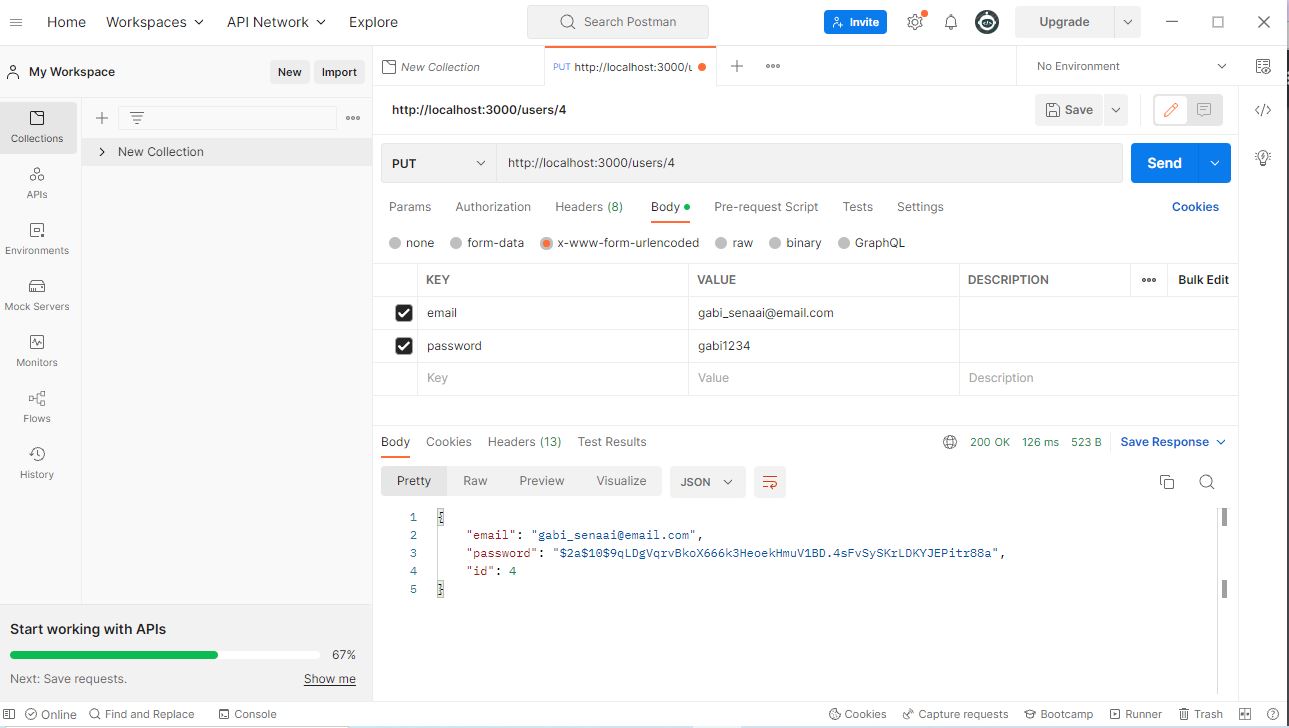 Home Workspaces API Network Explore Search Postman Invite Upgrade
My Workspace New Import
New Collection PUT http://localhost:3000/u No Environment
Collections
APIs
Environments
Mock Servers
Monitors
Flows
History
New Collection
http://localhost:3000/users/4 Save
PUT http://localhost:3000/users/4 Send
Params Authorization Headers (8) Body Pre-request Script Tests Settings Cookies
none form-data x-www-form-urlencoded raw binary GraphQL
KEY VALUE DESCRIPTION Bulk Edit
email gabi_senaai@email.com
password gabi1234
Key Value Description
Body Cookies Headers (13) Test Results 200 OK 126 ms 523 B Save Response
Pretty Raw Preview Visualize JSON
1 {
2 "email": "gabi_senaai@email.com",
3 "password": "$2a$10$9qLDgVqrvBkoX666k3HeoekHmuV1BD.4sFvSySKrLDKYJEPitr88a",
4 "id": 4
5 }
Start working with APIs
67%
Next: Save requests. Show me
Online Find and Replace Console Cookies Capture requests Bootcamp Runner Trash